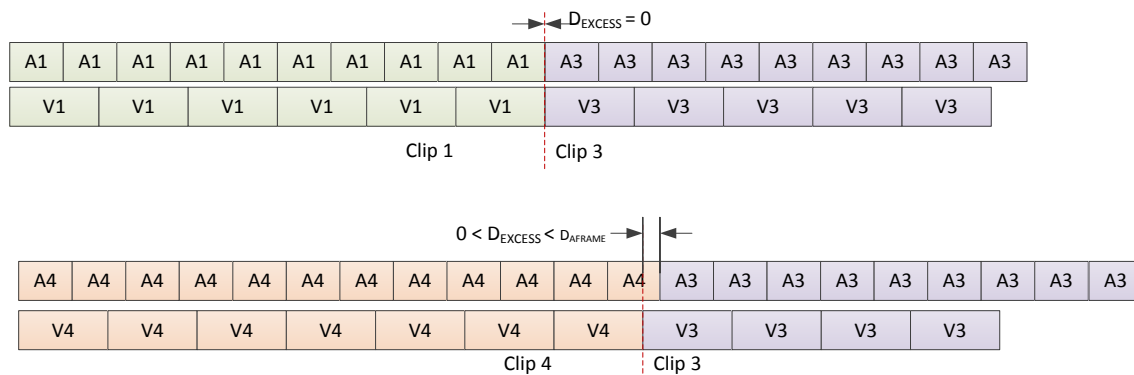 D_EXCESS = 0
A1 A1 A1 A1 A1 A1 A1 A1 A1 A1 A3 A3 A3 A3 A3 A3 A3 A3 A3
V1 V1 V1 V1 V1 V1 V3 V3 V3 V3 V3
Clip 1 Clip 3
0 < D_EXCESS < D_AFRAME
A4 A4 A4 A4 A4 A4 A4 A4 A4 A4 A4 A4 A3 A3 A3 A3 A3 A3 A3 A3 A3
V4 V4 V4 V4 V4 V4 V4 V3 V3 V3 V3
Clip 4 Clip 3